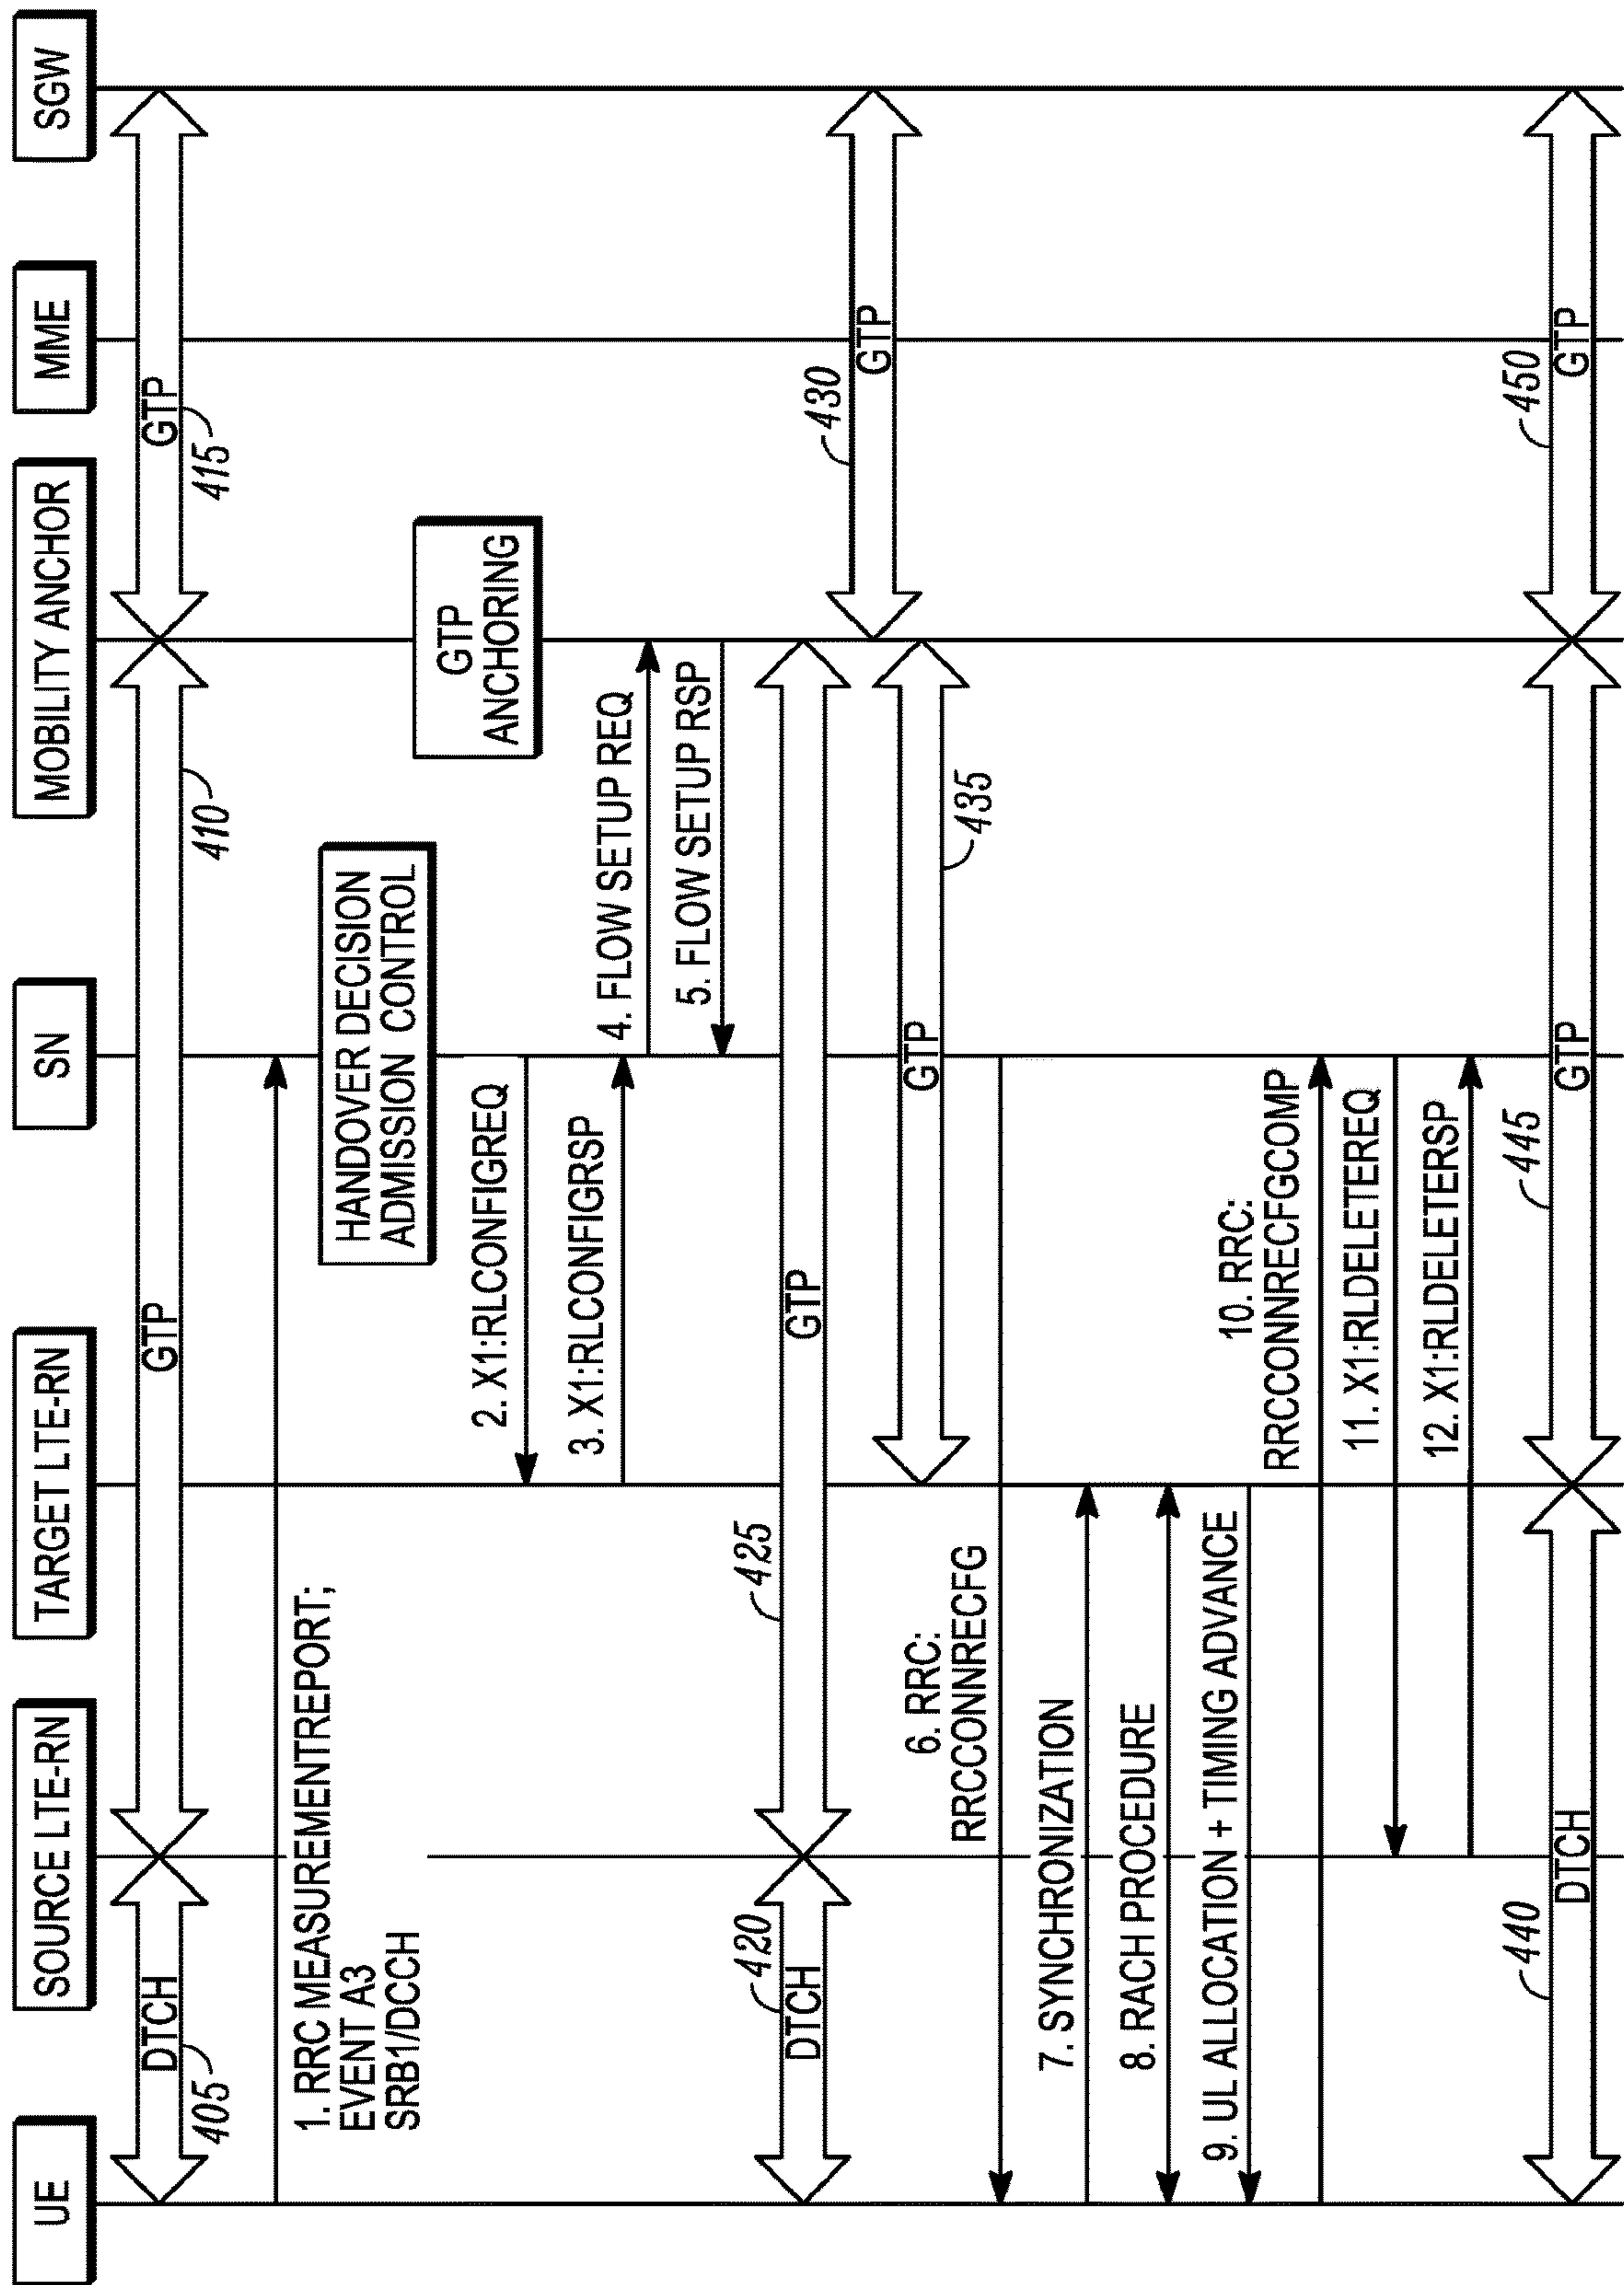 UE
SOURCE LTE-RN
TARGET LTE-RN
SN
MOBILITY ANCHOR
MME
SGW
DTCH
GTP
GTP
405
410
415
1. RRC MEASUREMENTREPORT;
EVENT A3
SRB1/DCCH
HANDOVER DECISION
ADMISSION CONTROL
GTP
ANCHORING
2. X1:RLCONFIGREQ
3. X1:RLCONFIGRSP
4. FLOW SETUP REQ
5. FLOW SETUP RSP
420
425
DTCH
GTP
430
GTP
GTP
435
6. RRC:
RRCCONNRECFG
7. SYNCHRONIZATION
8. RACH PROCEDURE
9. UL ALLOCATION + TIMING ADVANCE
10. RRC:
RRCCONNRECFGCOMP
11. X1:RLDELETEREQ
12. X1:RLDELETERSP
440
445
450
DTCH
GTP
GTP